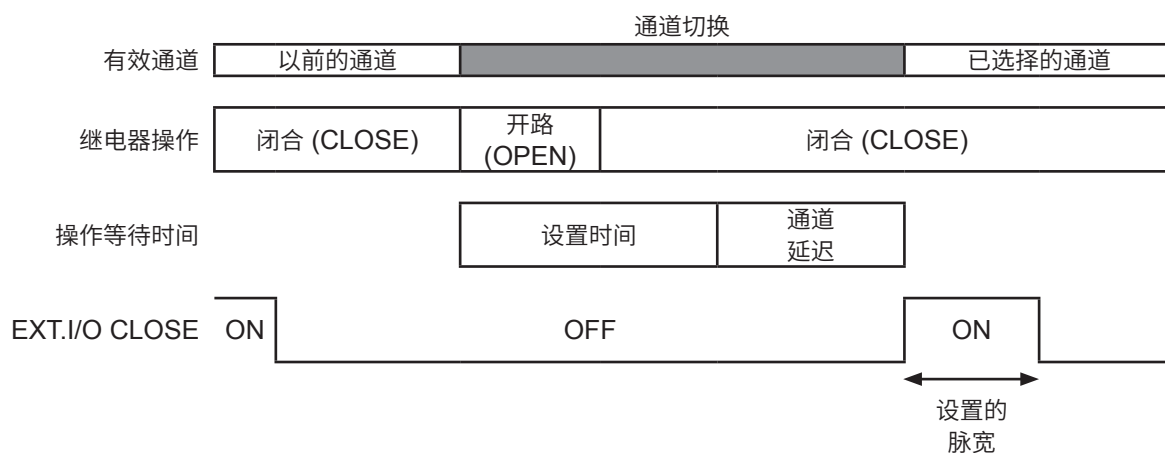 通道切换
有效通道 以前的通道 已选择的通道
继电器操作 闭合 (CLOSE) 开路 (OPEN) 闭合 (CLOSE)
操作等待时间 设置时间 通道 延迟
EXT.I/O CLOSE ON OFF ON
设置的
脉宽